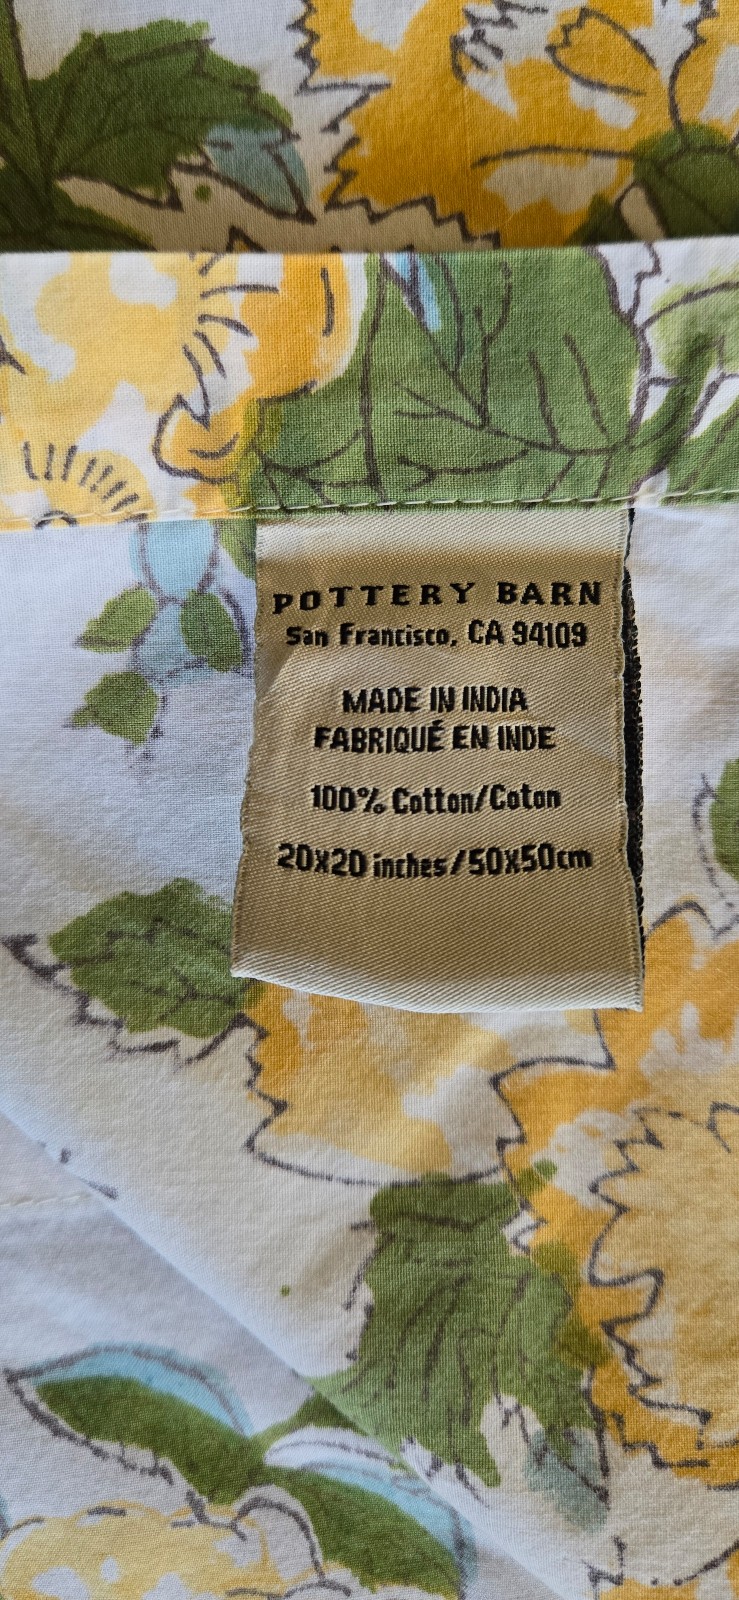 POTTERY BARN
San Francisco, CA 94109
MADE IN INDIA
FABRIQUÉ EN INDE
100% Cotton/Coton
20x20 inches/50x50cm